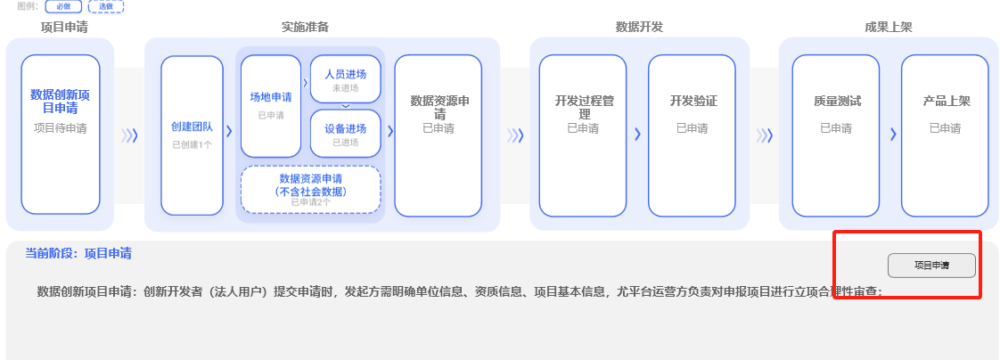 图例： 必做 选做
项目申请
实施准备
数据开发
成果上架
数据创新项
目申请
项目待申请
创建团队
已创建1个
场地申请
已申请
人员进场
未进场
设备进场
已进场
数据资源申请
（不含社会数据）
已申请2个
数据资源申
请
已申请
开发过程管
理
已申请
开发验证
已申请
质量测试
已申请
产品上架
已申请
当前阶段：项目申请
项目申请
数据创新项目申请：创新开发者（法人用户）提交申请时，发起方需明确单位信息、资质信息、项目基本信息，尤平台运营方负责对申报项目进行立项合理性审查；